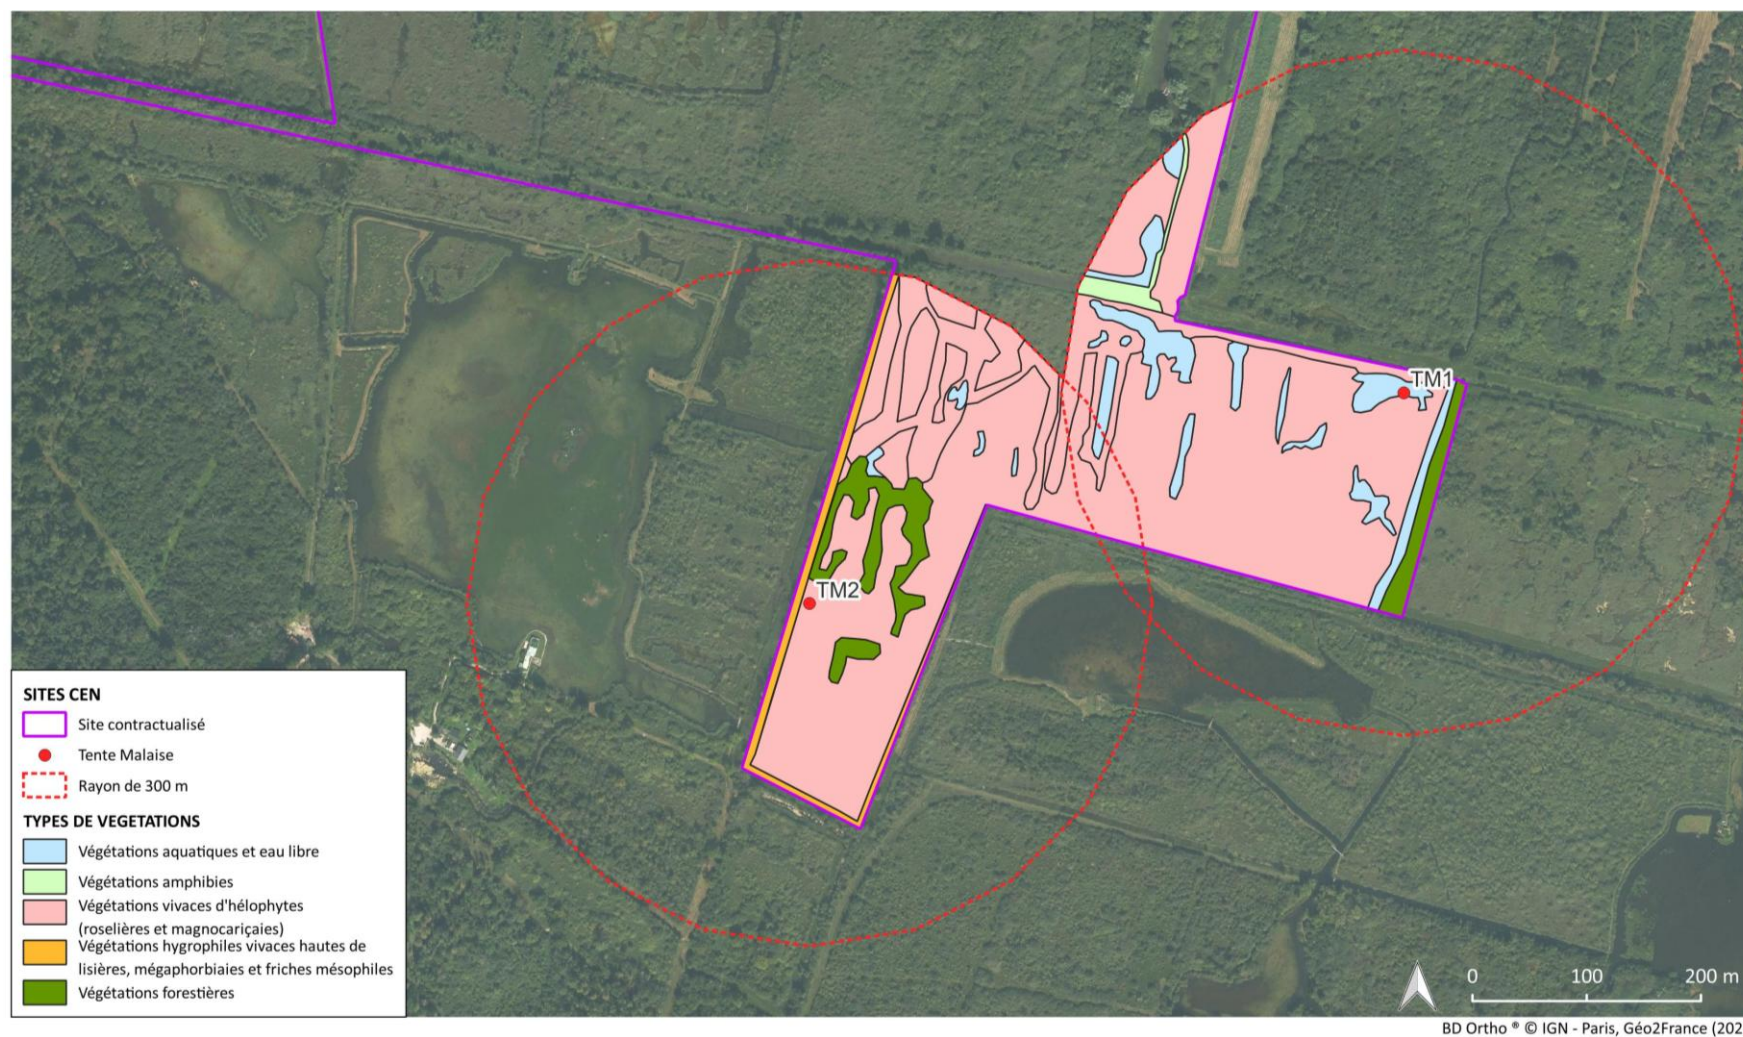 TM1
TM2
SITES CEN
Site contractualisé
Tente Malaise
Rayon de 300 m
TYPES DE VEGETATIONS
Végétations aquatiques et eau libre
Végétations amphibies
Végétations vivaces d'hélophytes
(roselières et magnocariçaies)
Végétations hygrophiles vivaces hautes de
lisières, mégaphorbiaies et friches mésophiles
Végétations forestières
0 100 200 m
BD Ortho ® © IGN - Paris, Géo2France (202